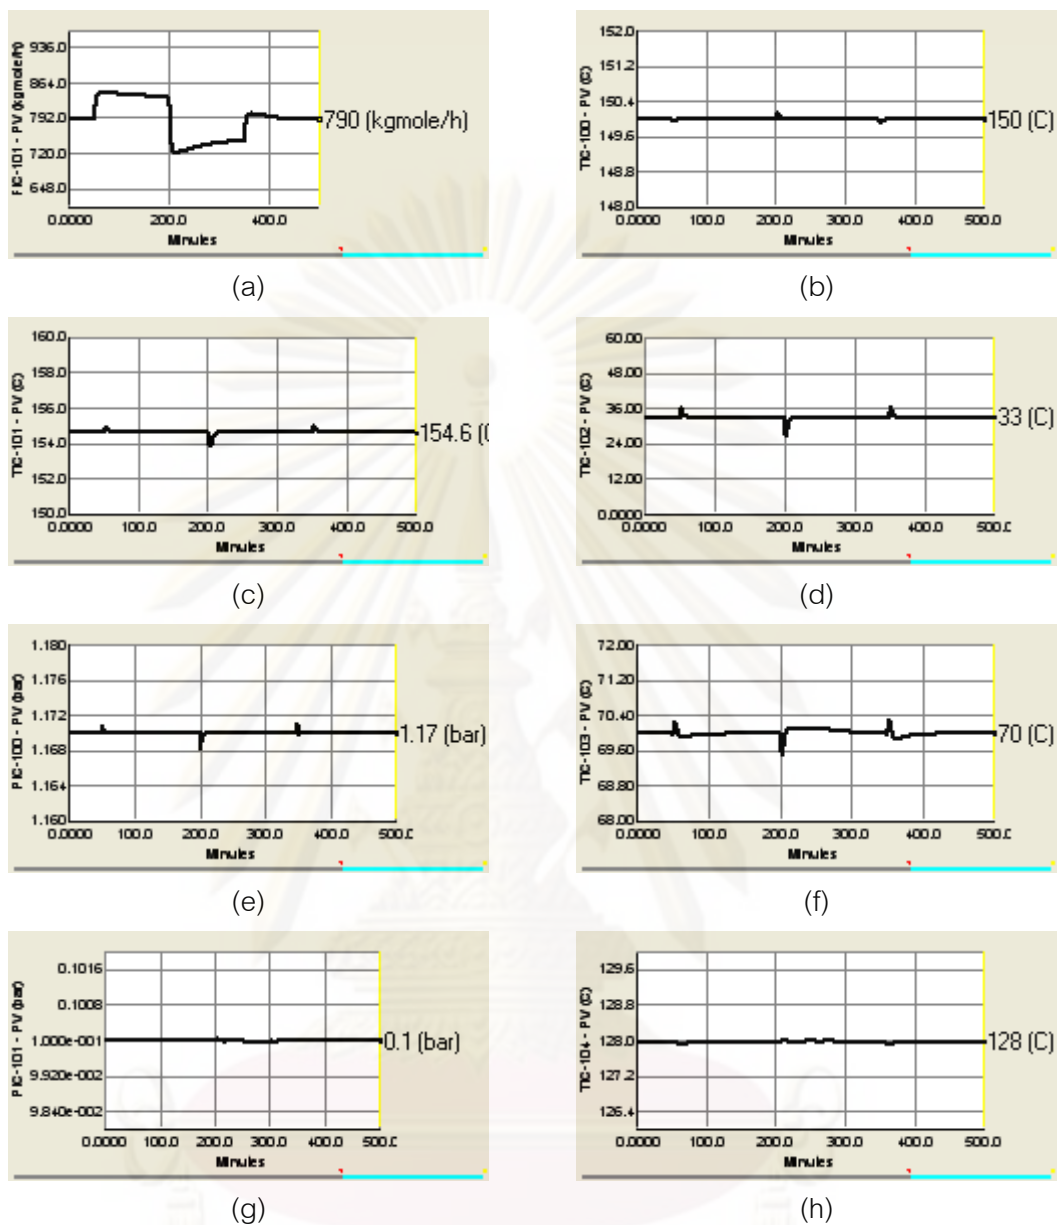 FIC-101 - PV (kgmole/h)
936.0
864.0
792.0
720.0
648.0
0.0000 200.0 400.0
Minutes
790 (kgmole/h)
(a)
TIC-100 - PV (C)
152.0
151.2
150.4
149.6
148.8
148.0
0.0000 100.0 200.0 300.0 400.0 500.0
Minutes
150 (C)
(b)
TIC-101 - PV (C)
160.0
158.0
156.0
154.0
152.0
150.0
0.0000 100.0 200.0 300.0 400.0 500.0
Minutes
154.6 (
(c)
TIC-102 - PV (C)
60.00
48.00
36.00
24.00
12.00
0.0000
0.0000 100.0 200.0 300.0 400.0 500.0
Minutes
33 (C)
(d)
PIC-100 - PV (bar)
1.180
1.176
1.172
1.168
1.164
1.160
0.0000 100.0 200.0 300.0 400.0 500.0
Minutes
1.17 (bar)
(e)
TIC-103 - PV (C)
72.00
71.20
70.40
69.60
68.80
68.00
0.0000 100.0 200.0 300.0 400.0 500.0
Minutes
70 (C)
(f)
PIC-101 - PV (bar)
0.1016
0.1008
1.000e-001
9.920e-002
9.840e-002
0.0000 100.0 200.0 300.0 400.0 500.0
Minutes
0.1 (bar)
(g)
TIC-104 - PV (C)
129.6
128.8
128.0
127.2
126.4
0.0000 100.0 200.0 300.0 400.0 500.0
Minutes
128 (C)
(h)